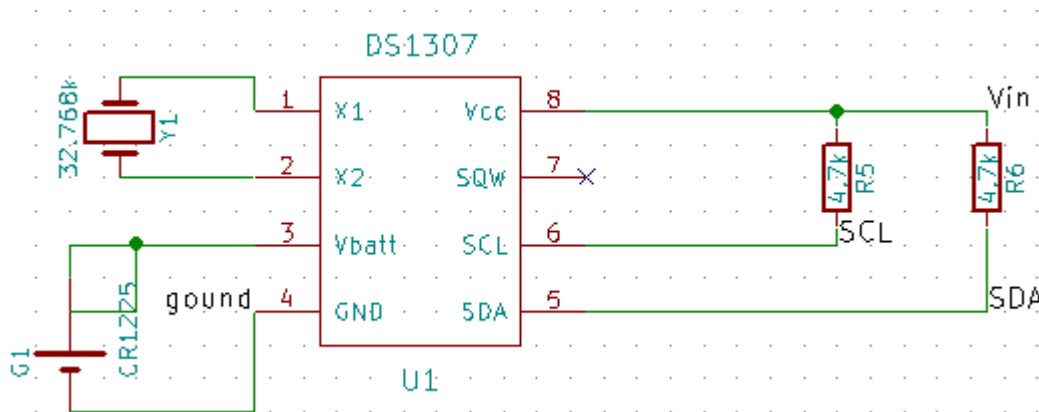 DS1307
32.768k
Y1
1
X1
Vcc
8
Vin
2
X2
SQW
7
4.7k
R5
4.7k
R6
3
Vbatt
SCL
6
SCL
gound
4
GND
SDA
5
SDA
G1
CR1225
U1